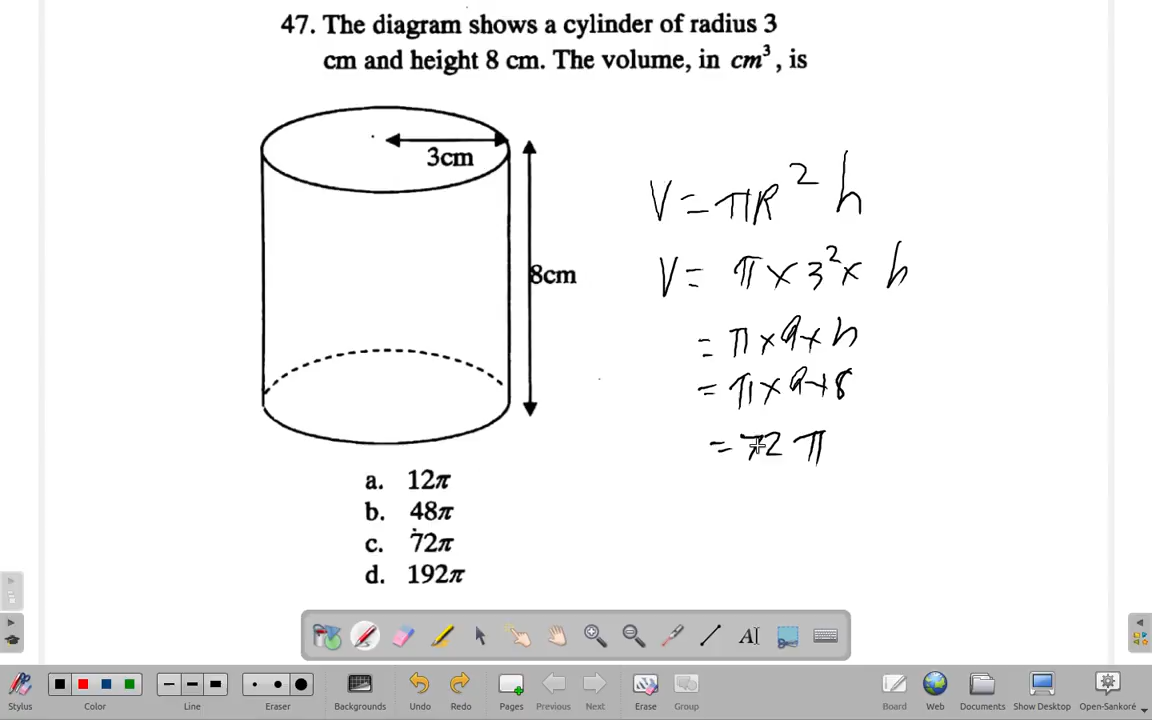 47. The diagram shows a cylinder of radius 3
cm and height 8 cm. The volume, in cm³, is
3cm
8cm
V = πR² h
V = π × 3² × h
= π × 9 × h
= π × 9 × 8
= 72 π
a. 12π
b. 48π
c. 72π
d. 192π
Stylus
Color
Line
Eraser
Backgrounds
Undo
Redo
Pages
Previous
Next
Erase
Group
Board
Web
Documents
Show Desktop
Open-Sankoré